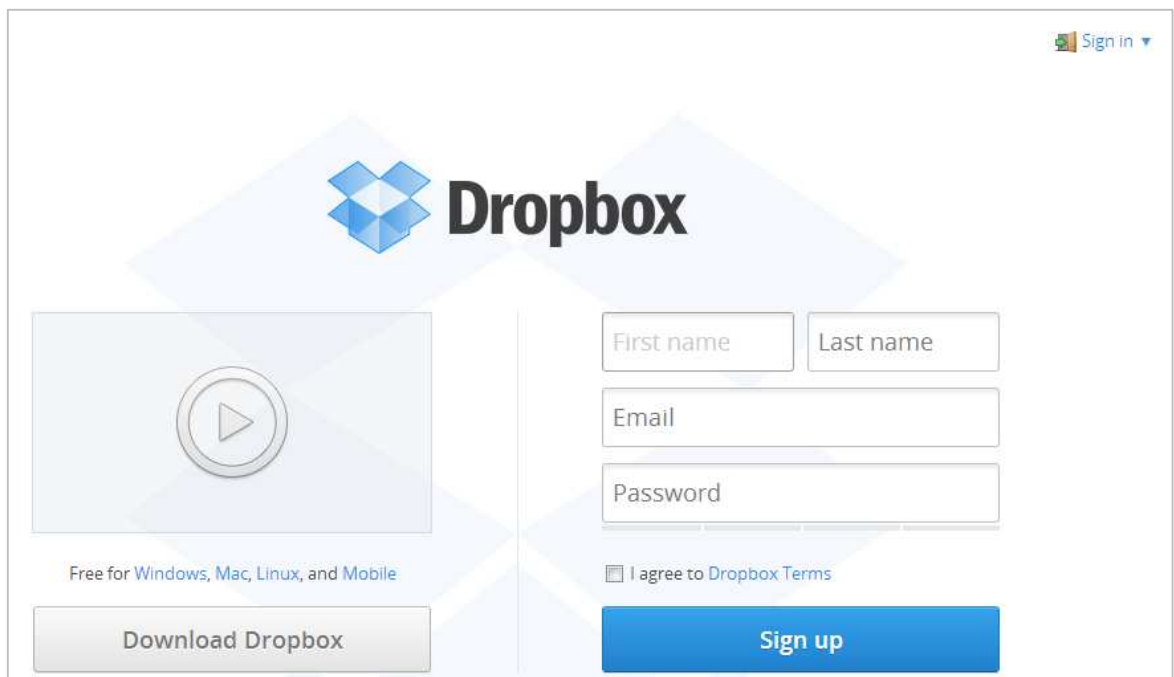 Sign in
Dropbox
First name Last name
Email
Password
Free for Windows, Mac, Linux, and Mobile
I agree to Dropbox Terms
Download Dropbox
Sign up